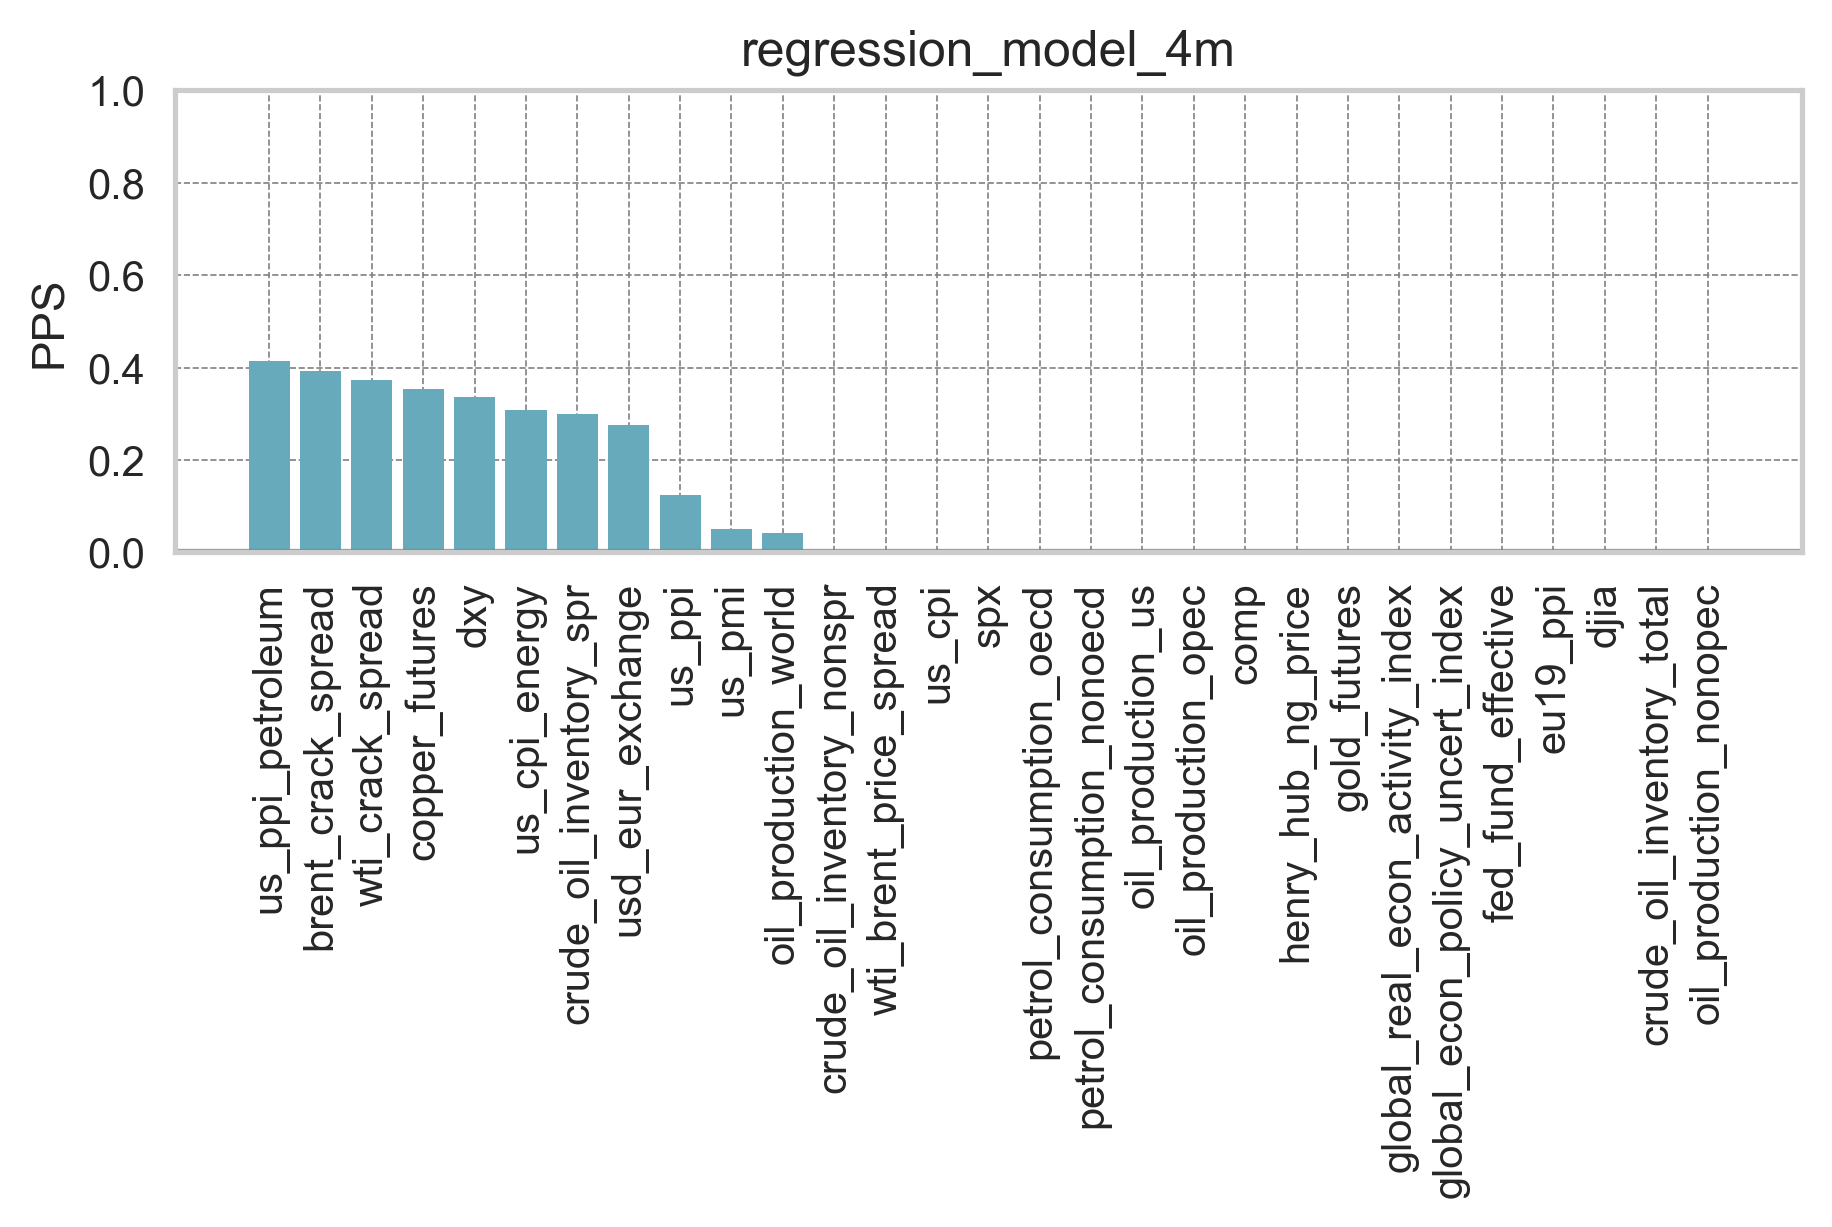 regression_model_4m
1.0
0.8
0.6
0.4
0.2
0.0
PPS
us_ppi_petroleum
brent_crack_spread
wti_crack_spread
copper_futures
dxy
us_cpi_energy
crude_oil_inventory_spr
usd_eur_exchange
us_ppi
us_pmi
oil_production_world
crude_oil_inventory_nonspr
wti_brent_price_spread
us_cpi
spx
petrol_consumption_oecd
petrol_consumption_nonoecd
oil_production_us
oil_production_opec
comp
henry_hub_ng_price
gold_futures
global_real_econ_activity_index
global_econ_policy_uncert_index
fed_fund_effective
eu19_ppi
djia
crude_oil_inventory_total
oil_production_nonopec